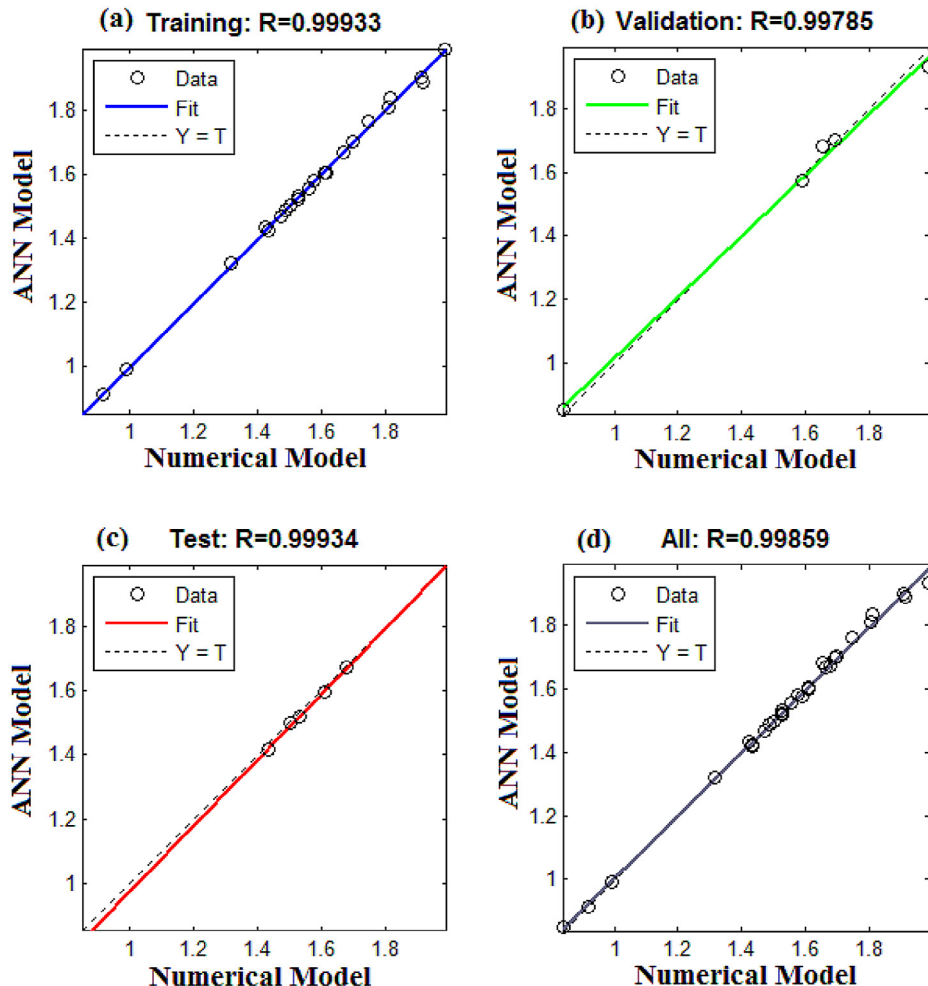 (a) Training: R=0.99933
Data
Fit
Y = T
1.8
1.6
1.4
1.2
1
ANN Model
1 1.2 1.4 1.6 1.8
Numerical Model
(b) Validation: R=0.99785
Data
Fit
Y = T
1.8
1.6
1.4
1.2
1
ANN Model
1 1.2 1.4 1.6 1.8
Numerical Model
(c) Test: R=0.99934
Data
Fit
Y = T
1.8
1.6
1.4
1.2
1
ANN Model
1 1.2 1.4 1.6 1.8
Numerical Model
(d) All: R=0.99859
Data
Fit
Y = T
1.8
1.6
1.4
1.2
1
ANN Model
1 1.2 1.4 1.6 1.8
Numerical Model